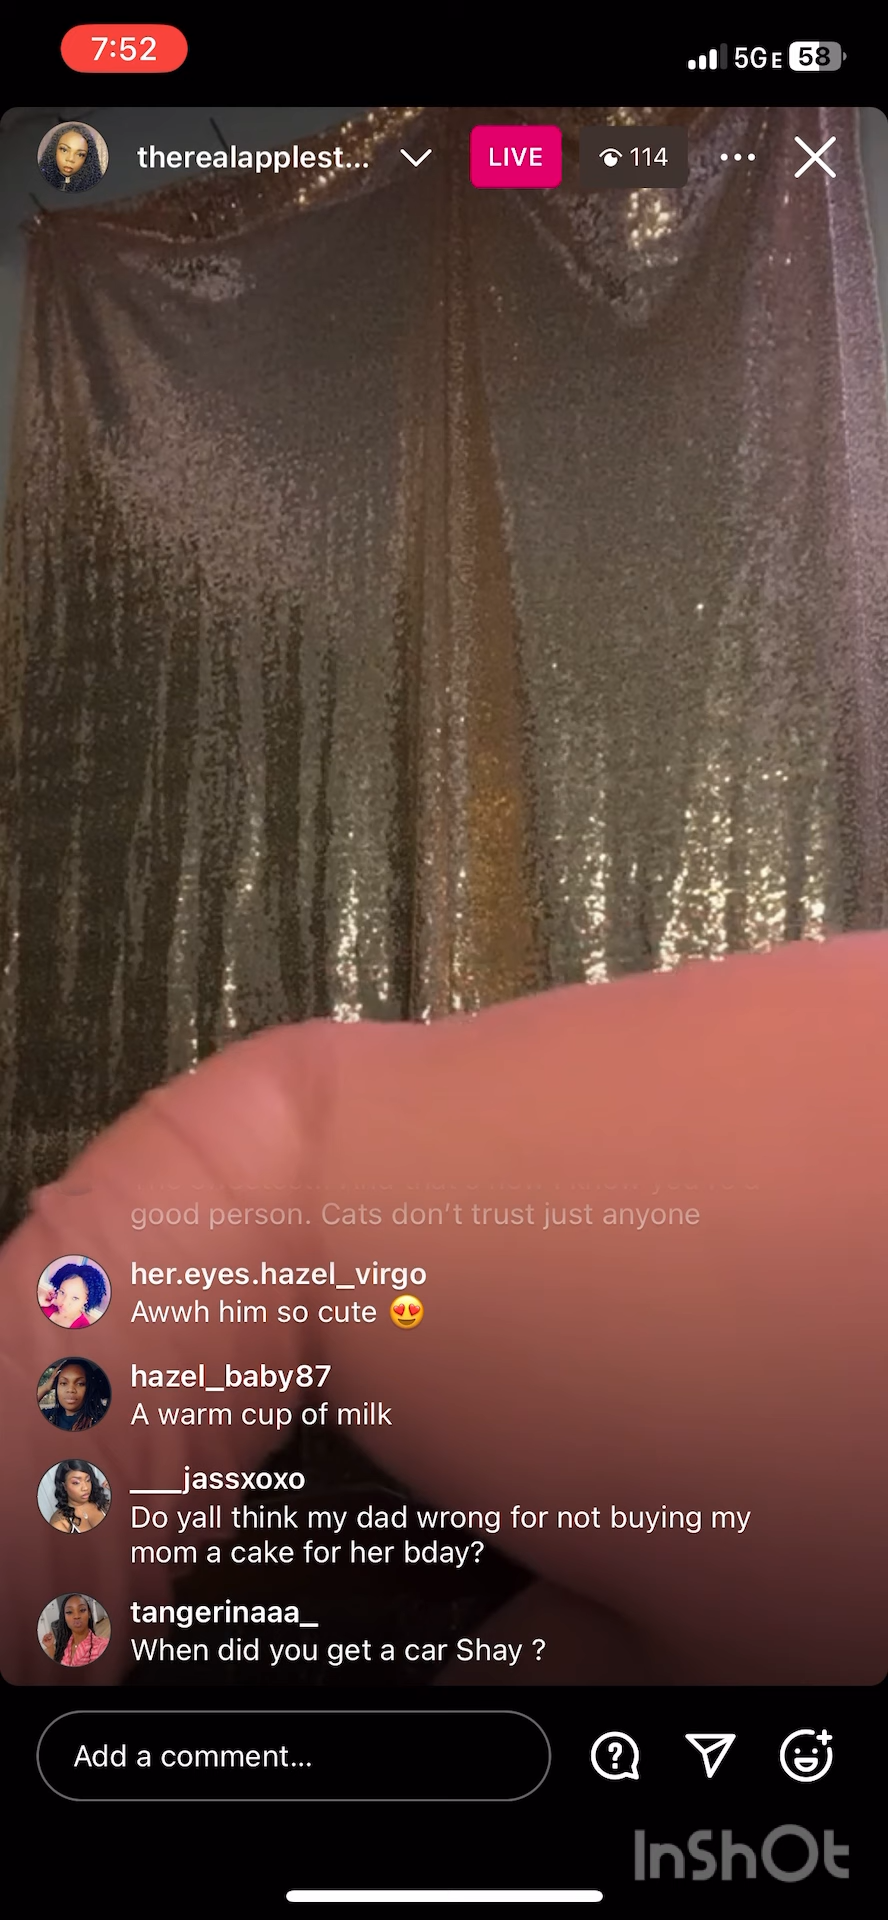 7:52
5GE 58
therealapplest... LIVE 114
good person. Cats don't trust just anyone
her.eyes.hazel_virgo
Awwh him so cute 😍
hazel_baby87
A warm cup of milk
___jassxoxo
Do yall think my dad wrong for not buying my
mom a cake for her bday?
tangerinaaa_
When did you get a car Shay ?
Add a comment...
InShOt